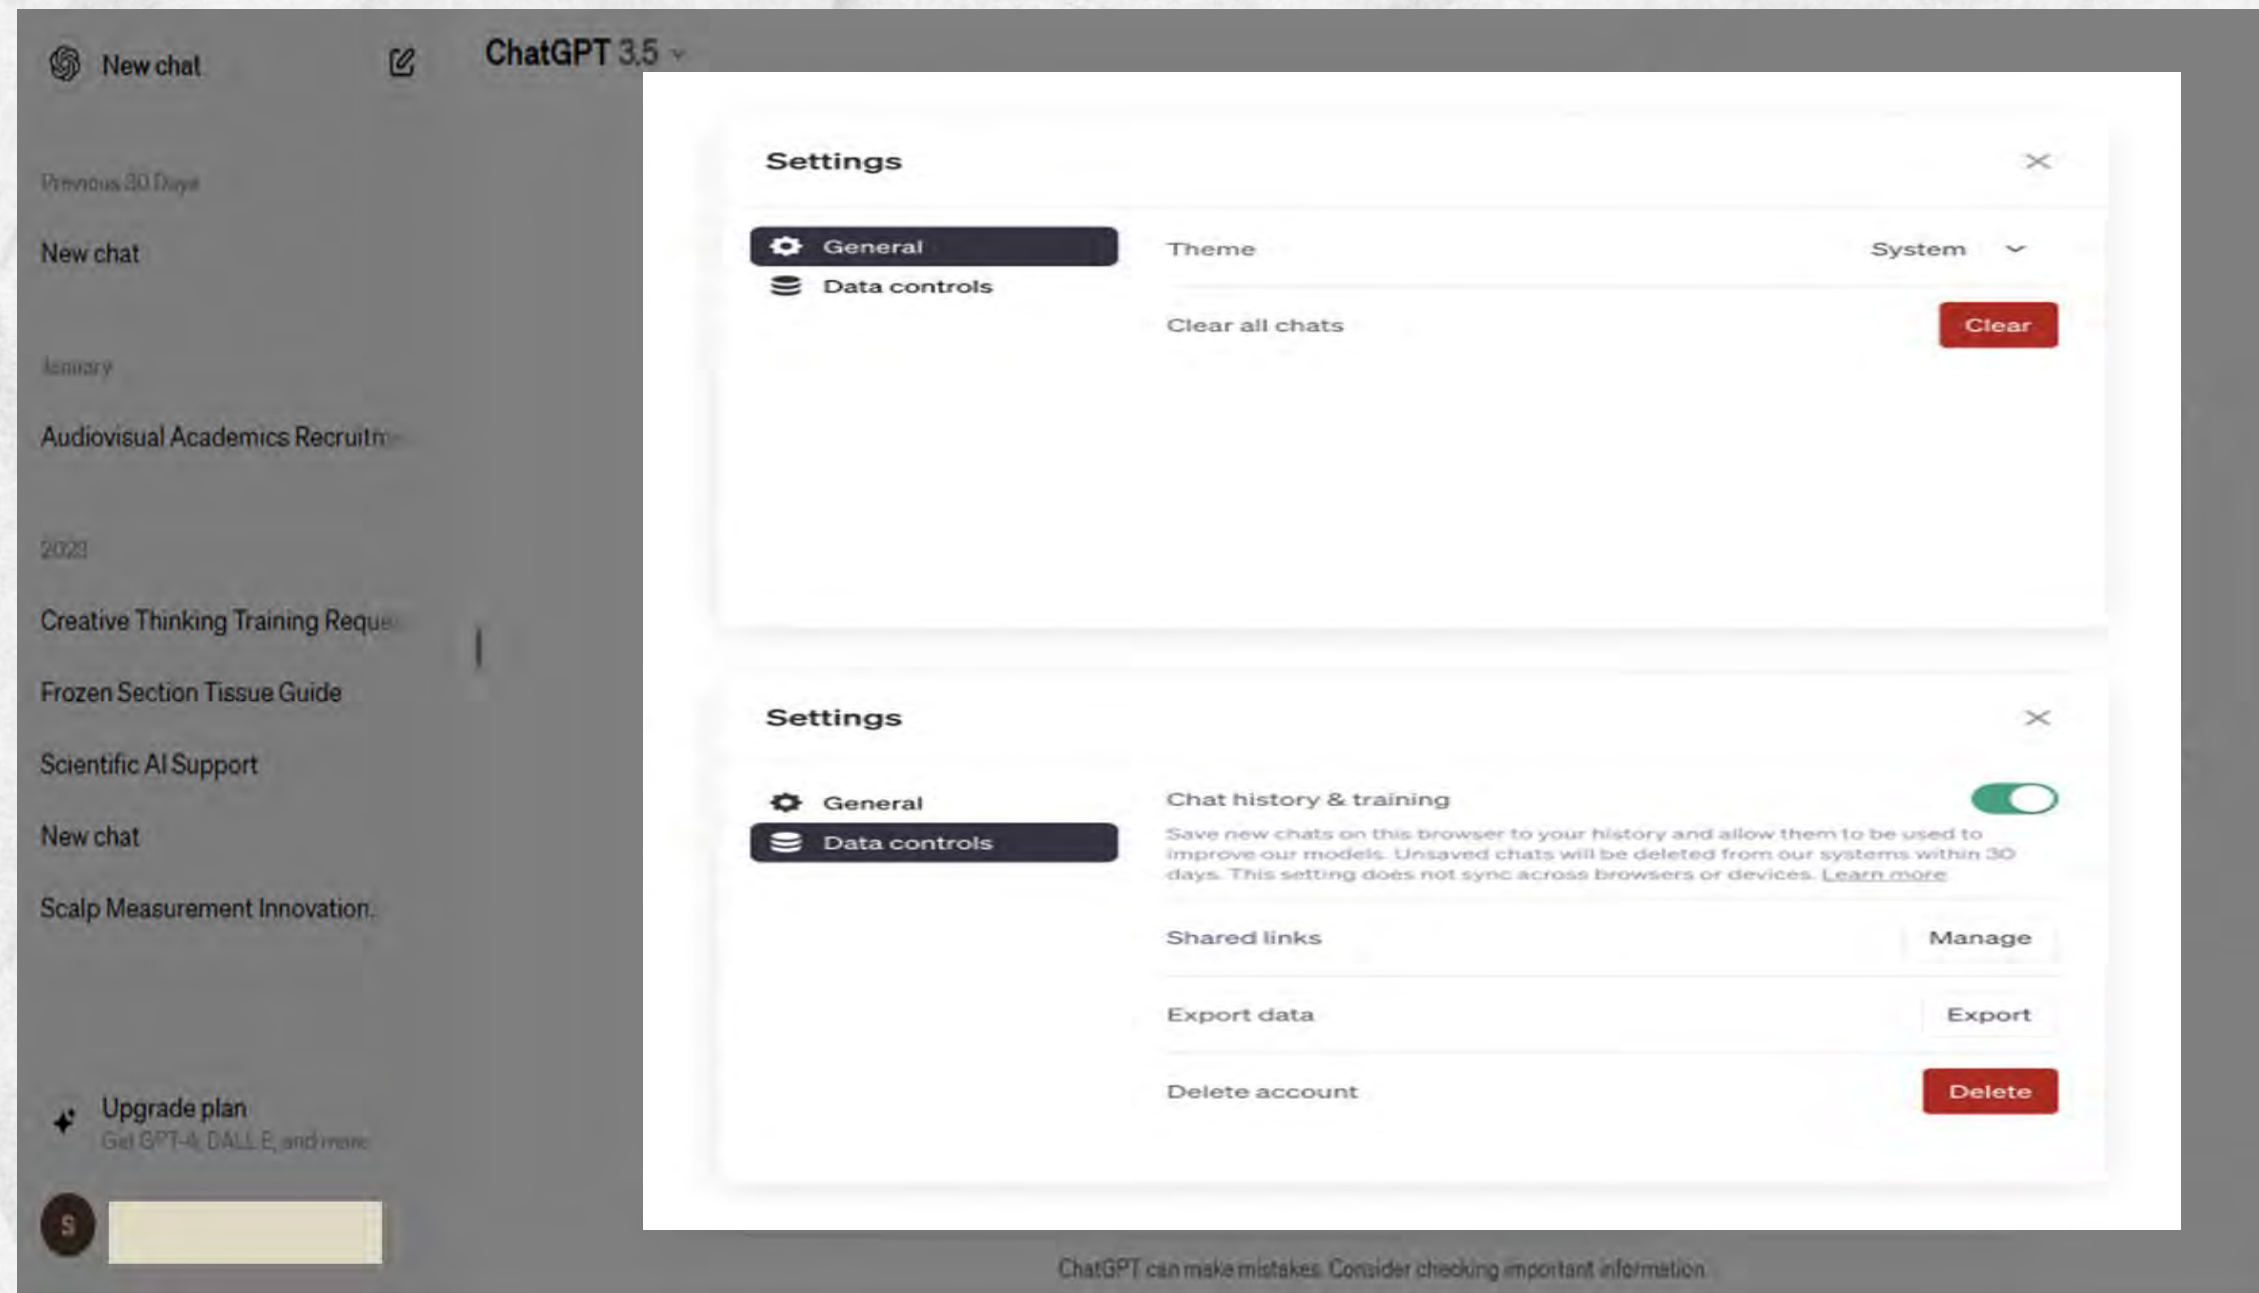 New chat
ChatGPT 3.5
Previous 30 Days
New chat
January
Audiovisual Academics Recruitm
2023
Creative Thinking Training Reque
Frozen Section Tissue Guide
Scientific AI Support
New chat
Scalp Measurement Innovation.
Upgrade plan
Get GPT-4, DALL·E, and more
S
Settings
General
Data controls
Theme
System
Clear all chats
Clear
Settings
General
Data controls
Chat history & training
Save new chats on this browser to your history and allow them to be used to
improve our models. Unsaved chats will be deleted from our systems within 30
days. This setting does not sync across browsers or devices. Learn more
Shared links
Manage
Export data
Export
Delete account
Delete
ChatGPT can make mistakes. Consider checking important information.